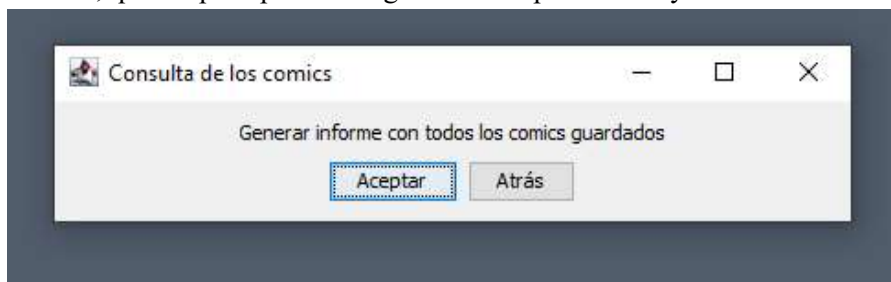 Consulta de los comics
Generar informe con todos los comics guardados
Aceptar
Atrás